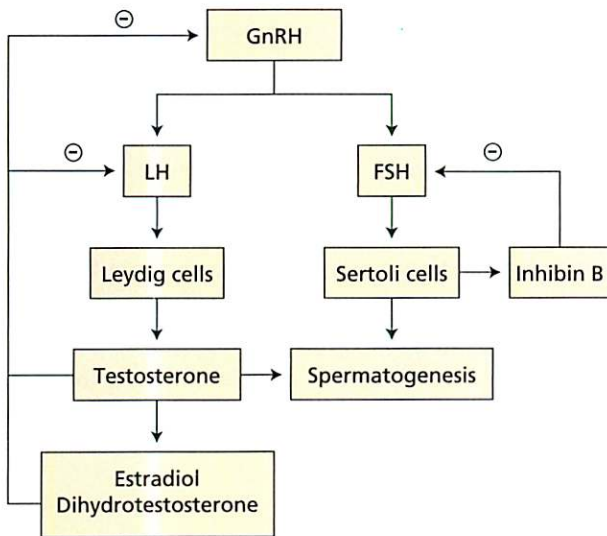 ⊖
GnRH
⊖
LH
FSH
⊖
Leydig cells
Sertoli cells
Inhibin B
Testosterone
Spermatogenesis
Estradiol
Dihydrotestosterone